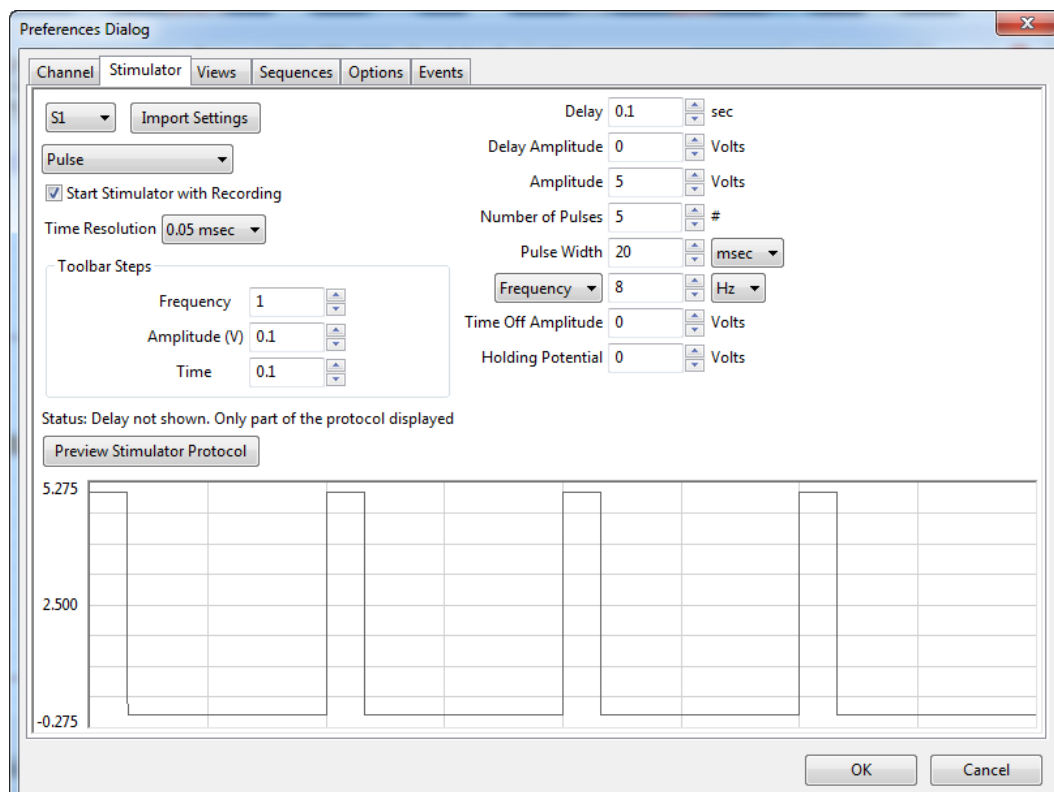 Preferences Dialog
x
Channel Stimulator Views Sequences Options Events
S1 Import Settings
Pulse
Start Stimulator with Recording
Time Resolution 0.05 msec
Toolbar Steps
Frequency 1
Amplitude (V) 0.1
Time 0.1
Delay 0.1 sec
Delay Amplitude 0 Volts
Amplitude 5 Volts
Number of Pulses 5 #
Pulse Width 20 msec
Frequency 8 Hz
Time Off Amplitude 0 Volts
Holding Potential 0 Volts
Status: Delay not shown. Only part of the protocol displayed
Preview Stimulator Protocol
5.275
2.500
-0.275
OK Cancel